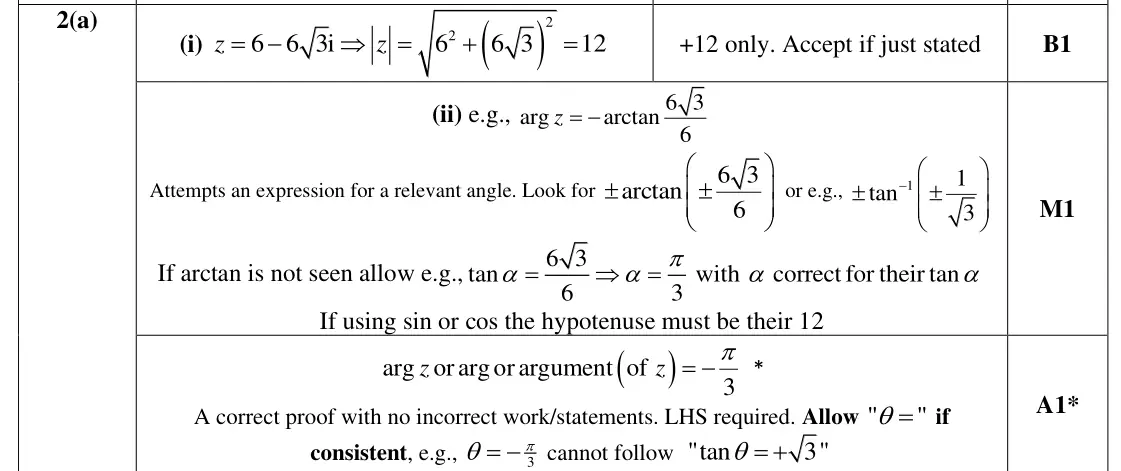 2(a)
(i) z = 6 − 6√3i ⇒ |z| = √(6² + (6√3)²) = 12
+12 only. Accept if just stated
B1
(ii) e.g., arg z = −arctan 6√3/6
Attempts an expression for a relevant angle. Look for ±arctan(±6√3/6) or e.g., ±tan⁻¹(±1/√3)
M1
If arctan is not seen allow e.g., tan α = 6√3/6 ⇒ α = π/3 with α correct for their tan α
If using sin or cos the hypotenuse must be their 12
arg z or arg or argument (of z) = −π/3 *
A1*
A correct proof with no incorrect work/statements. LHS required. Allow "θ =" if
consistent, e.g., θ = −π/3 cannot follow "tan θ = +√3"